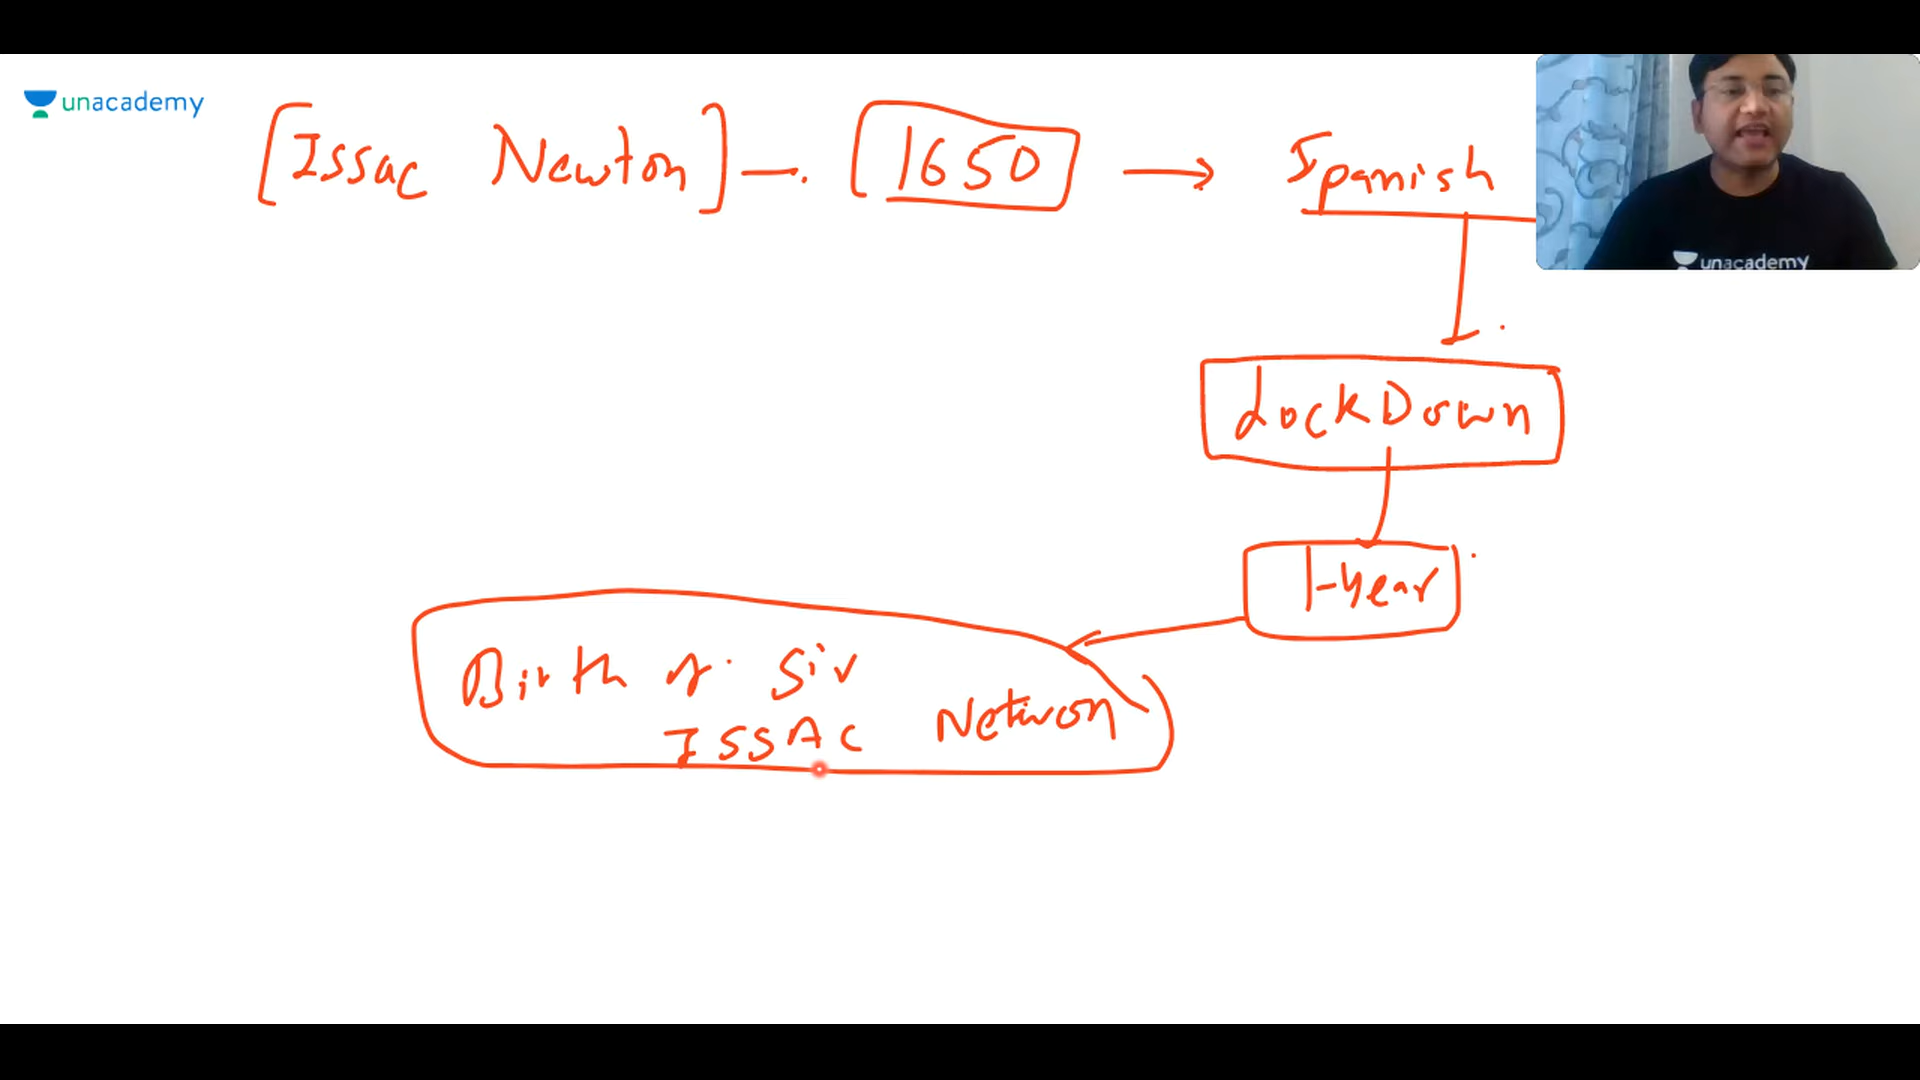 unacademy
[Issac Newton] — 1650 → Spanish
unacademy
LockDown
1-year
Birth of Sir
ISSAC Netwon